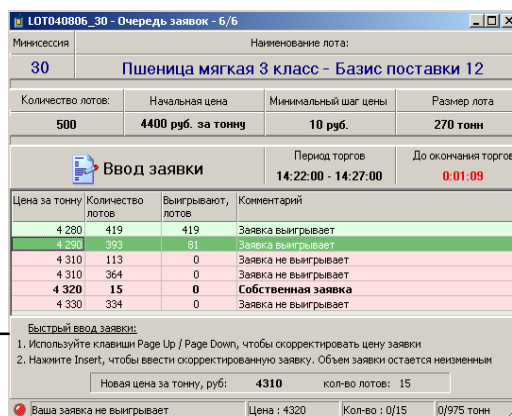 LOT040806_30 - Очередь заявок - 6/6
Минисессия Наименование лота:
30 Пшеница мягкая 3 класс - Базис поставки 12
Количество лотов: Начальная цена Минимальный шаг цены Размер лота
500 4400 руб. за тонну 10 руб. 270 тонн
Ввод заявки Период торгов До окончания торгов
14:22:00 - 14:27:00 0:01:09
Цена за тонну Количество лотов Выигрывают, лотов Комментарий
4 280 419 419 Заявка выигрывает
4 290 393 81 Заявка выигрывает
4 310 113 0 Заявка не выигрывает
4 310 364 0 Заявка не выигрывает
4 320 15 0 Собственная заявка
4 330 334 0 Заявка не выигрывает
Быстрый ввод заявки:
1. Используйте клавиши Page Up / Page Down, чтобы скорректировать цену заявки
2. Нажмите Insert, чтобы ввести скорректированную заявку. Объем заявки остается неизменным
Новая цена за тонну, руб: 4310 кол-во лотов: 15
Ваша заявка не выигрывает Цена : 4320 Кол-во : 0/15 0/975 тонн